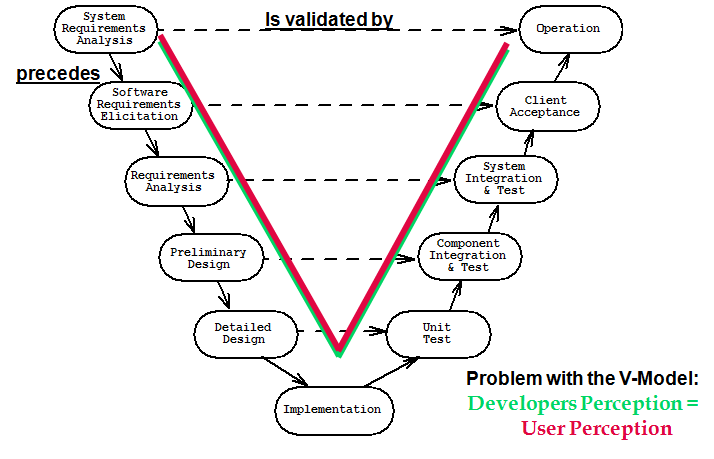 System
Requirements
Analysis
Is validated by
Operation
precedes
Software
Requirements
Elicitation
Client
Acceptance
Requirements
Analysis
System
Integration
& Test
Preliminary
Design
Component
Integration
& Test
Detailed
Design
Unit
Test
Implementation
Problem with the V-Model:
Developers Perception =
User Perception